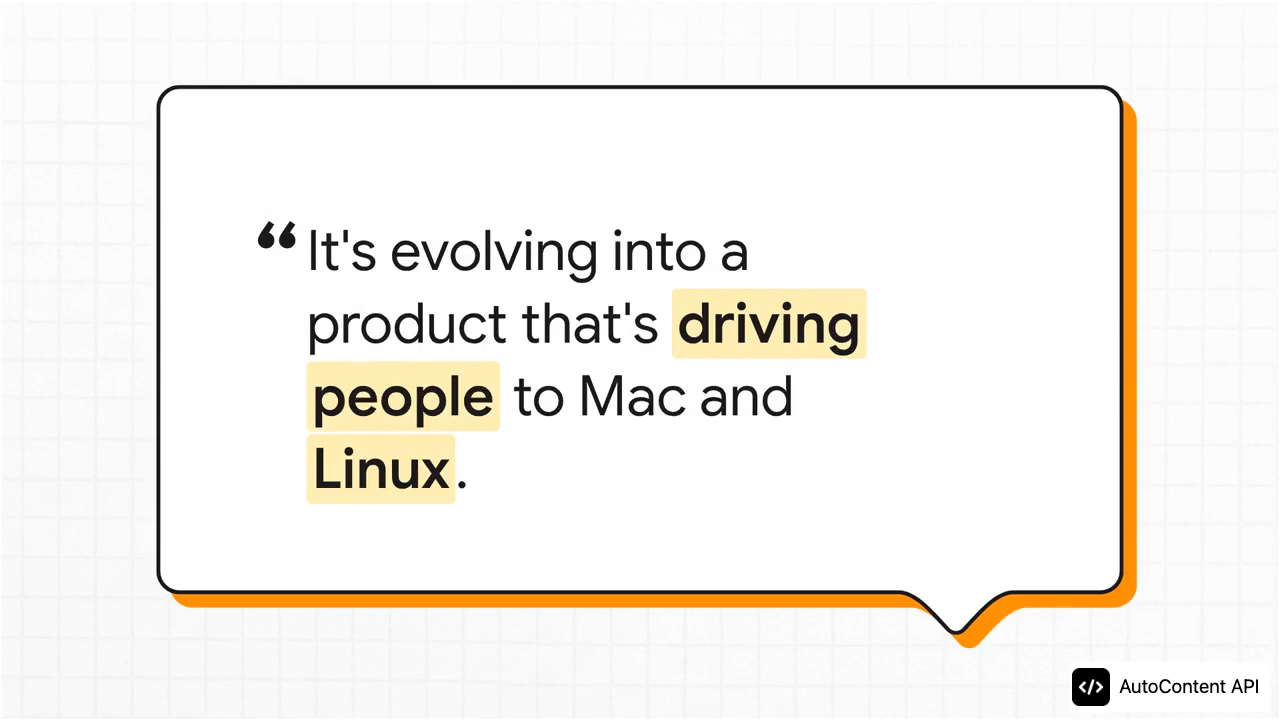 “It's evolving into a
product that's driving
people to Mac and
Linux.
</> AutoContent API